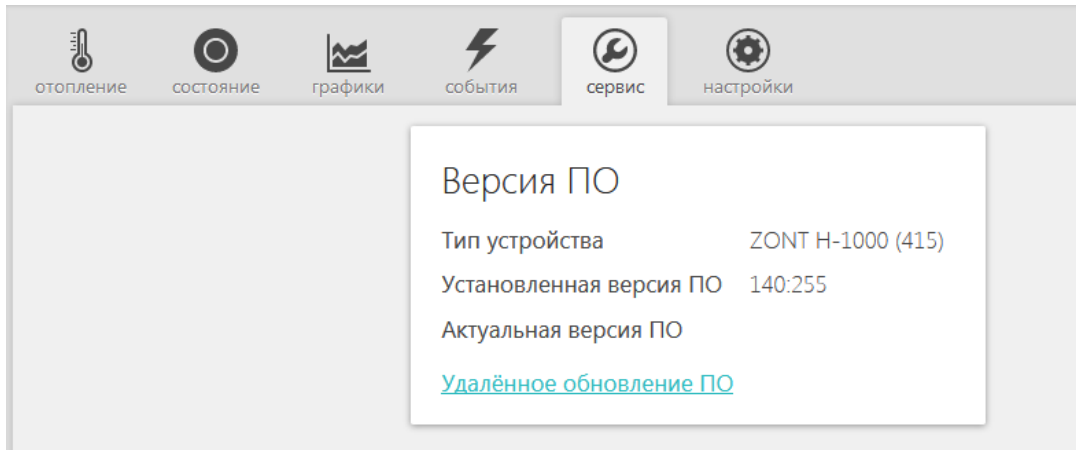 отопление состояние графики события сервис настройки
Версия ПО
Тип устройства ZONT H-1000 (415)
Установленная версия ПО 140:255
Актуальная версия ПО
Удалённое обновление ПО